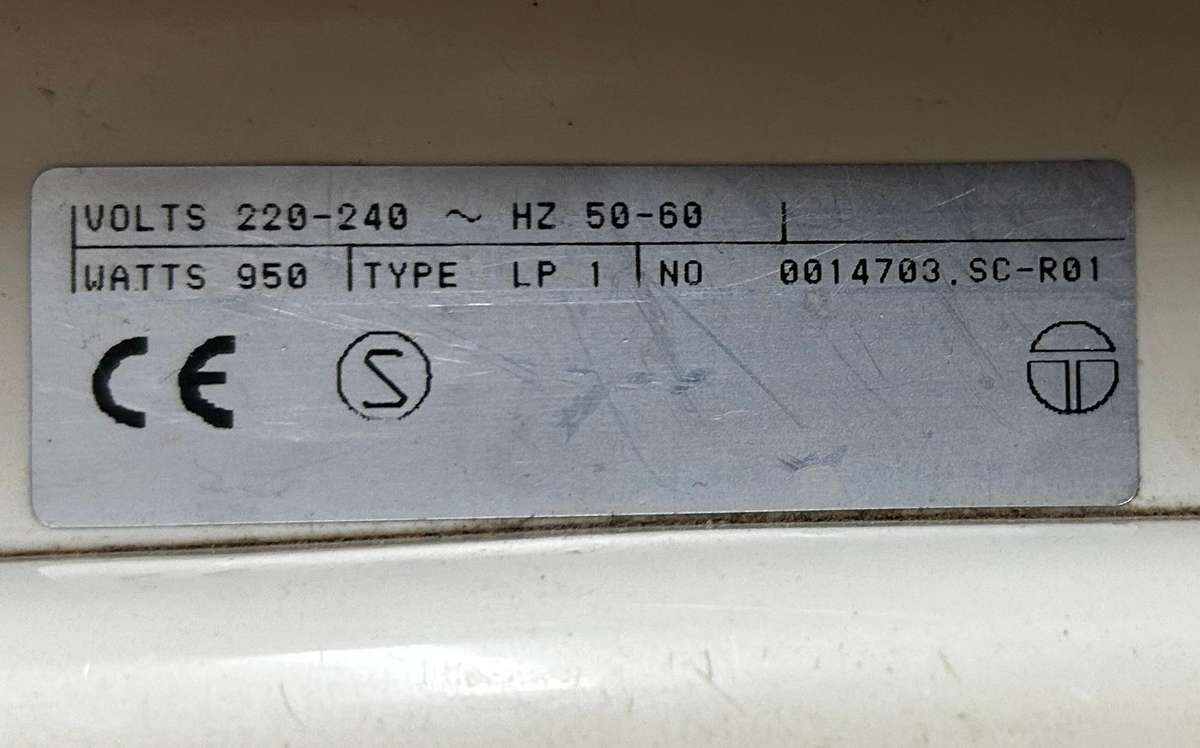 VOLTS 220-240 ~ HZ 50-60
WATTS 950 TYPE LP 1 NO 0014703.SC-R01
CE S